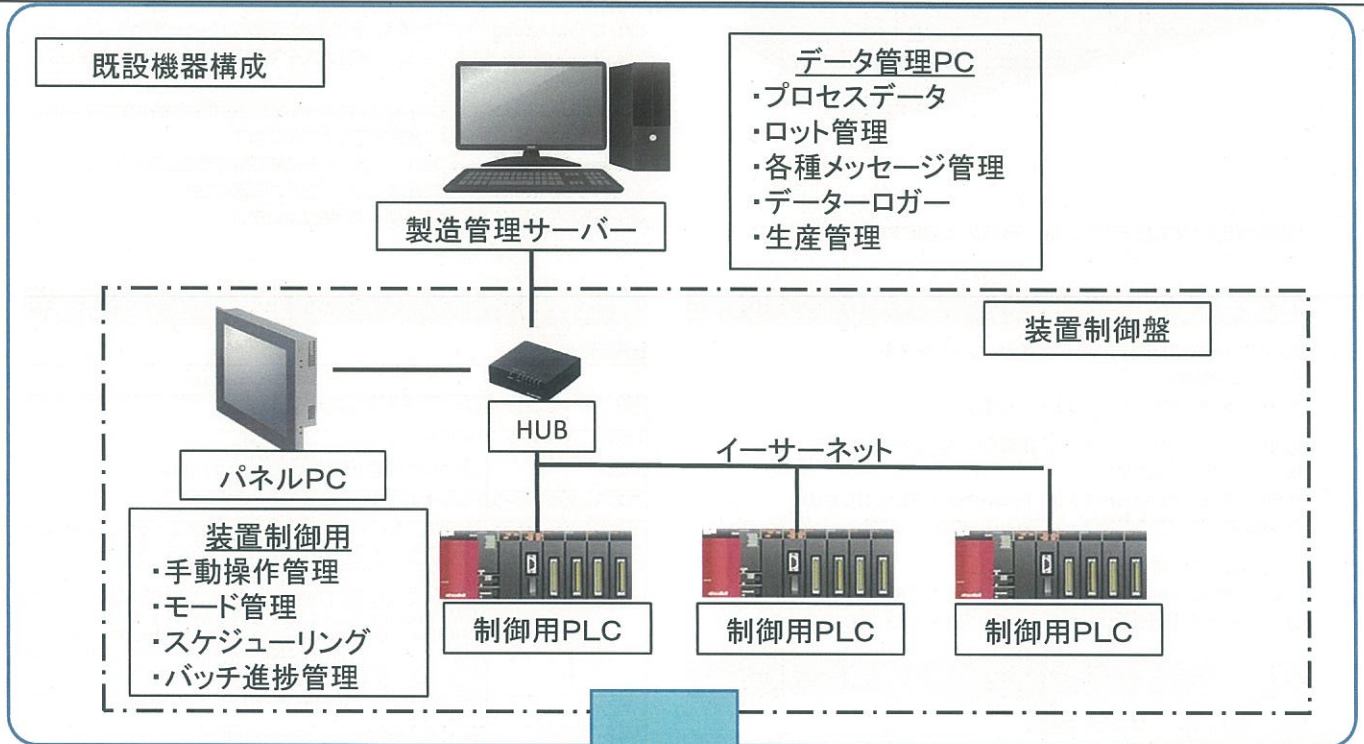 既設機器構成
データ管理PC
・プロセスデータ
・ロット管理
・各種メッセージ管理
・データーロガー
・生産管理
製造管理サーバー
装置制御盤
HUB
イーサーネット
パネルPC
装置制御用
・手動操作管理
・モード管理
・スケジューリング
・バッチ進捗管理
制御用PLC
制御用PLC
制御用PLC